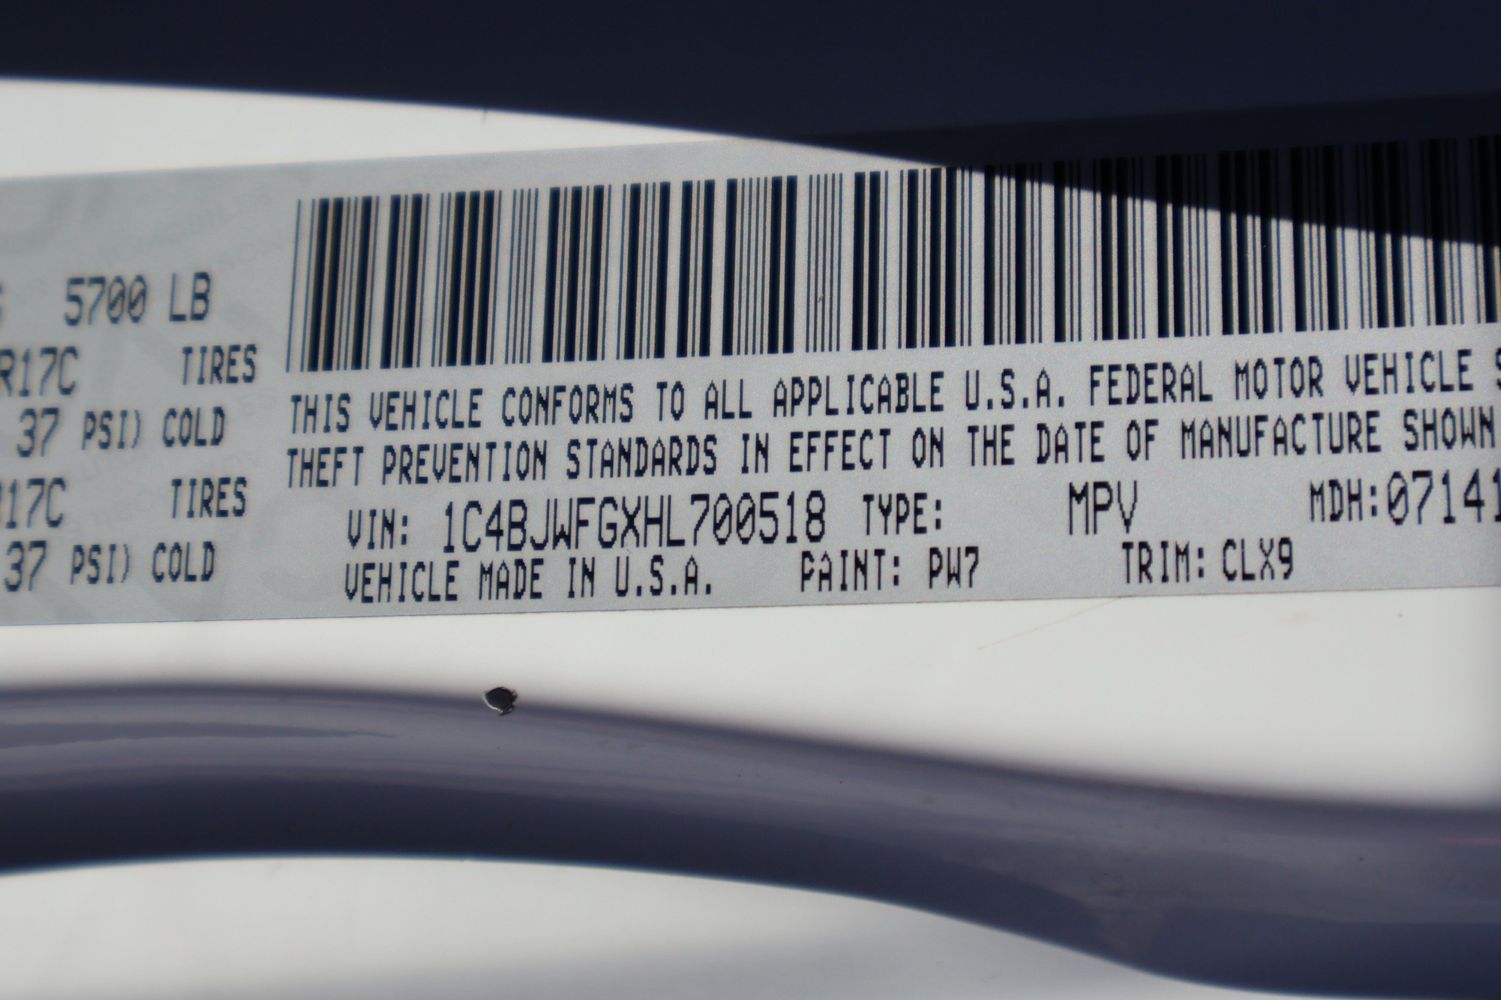 5700 LB
R17C TIRES
37 PSI) COLD
17C TIRES
37 PSI) COLD
THIS VEHICLE CONFORMS TO ALL APPLICABLE U.S.A. FEDERAL MOTOR VEHICLE S
THEFT PREVENTION STANDARDS IN EFFECT ON THE DATE OF MANUFACTURE SHOWN
VIN: 1C4BJWFGXHL700518 TYPE: MPV MDH:07141
VEHICLE MADE IN U.S.A. PAINT: PW7 TRIM: CLX9